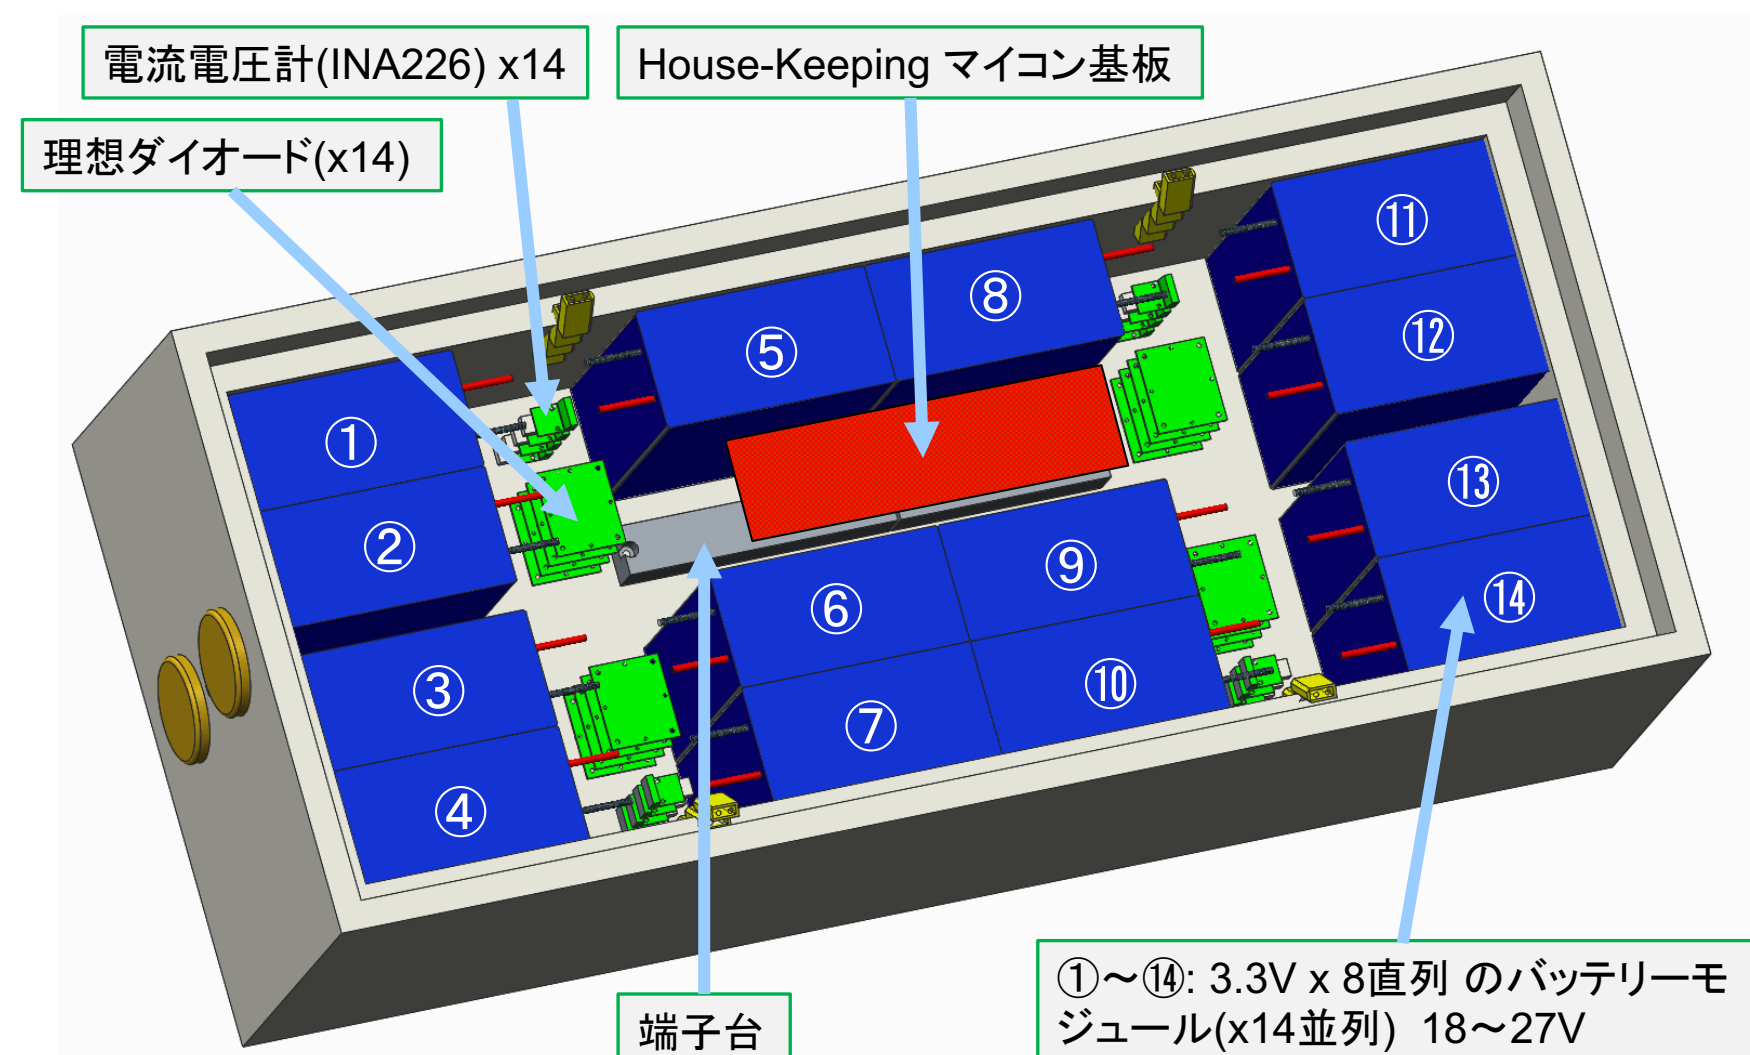 電流電圧計(INA226) x14
House-Keeping マイコン基板
理想ダイオード(x14)
⑪
⑧
⑤
⑫
①
⑬
②
⑨
⑭
⑥
③
⑩
⑦
④
①～⑭: 3.3V x 8直列 のバッテリーモ
ジュール(x14並列) 18～27V
端子台